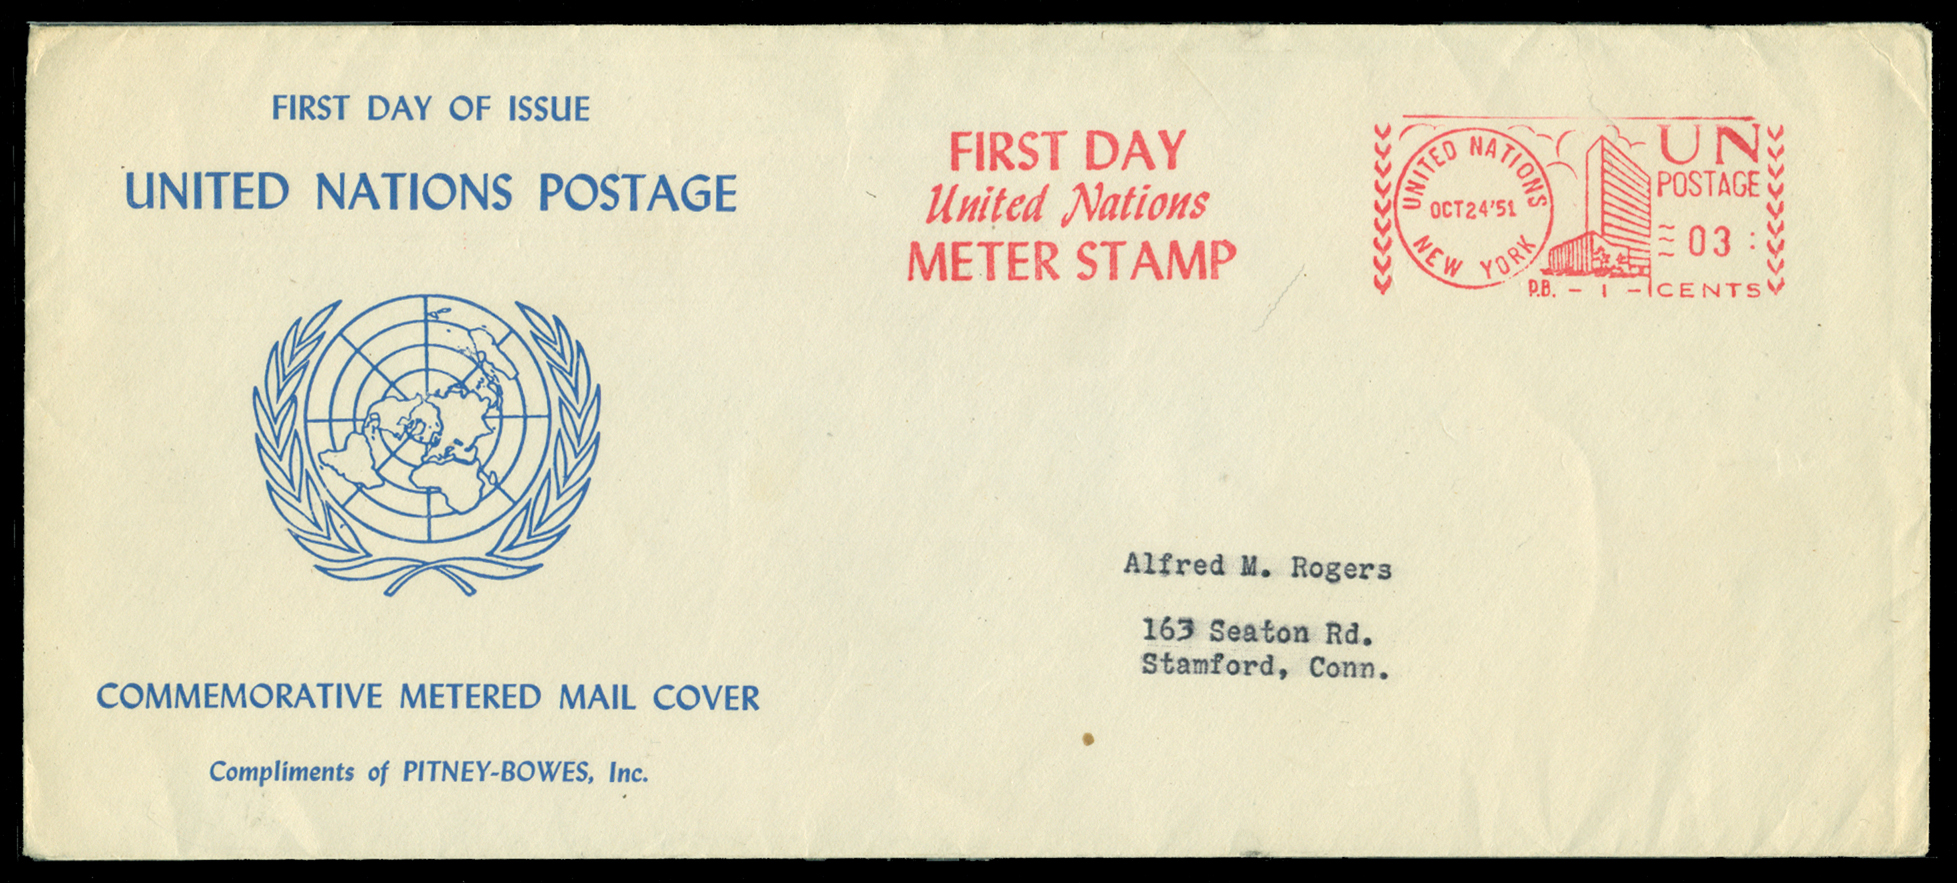 FIRST DAY OF ISSUE
UNITED NATIONS POSTAGE
COMMEMORATIVE METERED MAIL COVER
Compliments of PITNEY-BOWES, Inc.
FIRST DAY
United Nations
METER STAMP
UNITED NATIONS
OCT 24 '51
NEW YORK
UN
POSTAGE
03
P.B. - 1 - CENTS
Alfred M. Rogers
163 Seaton Rd.
Stamford, Conn.